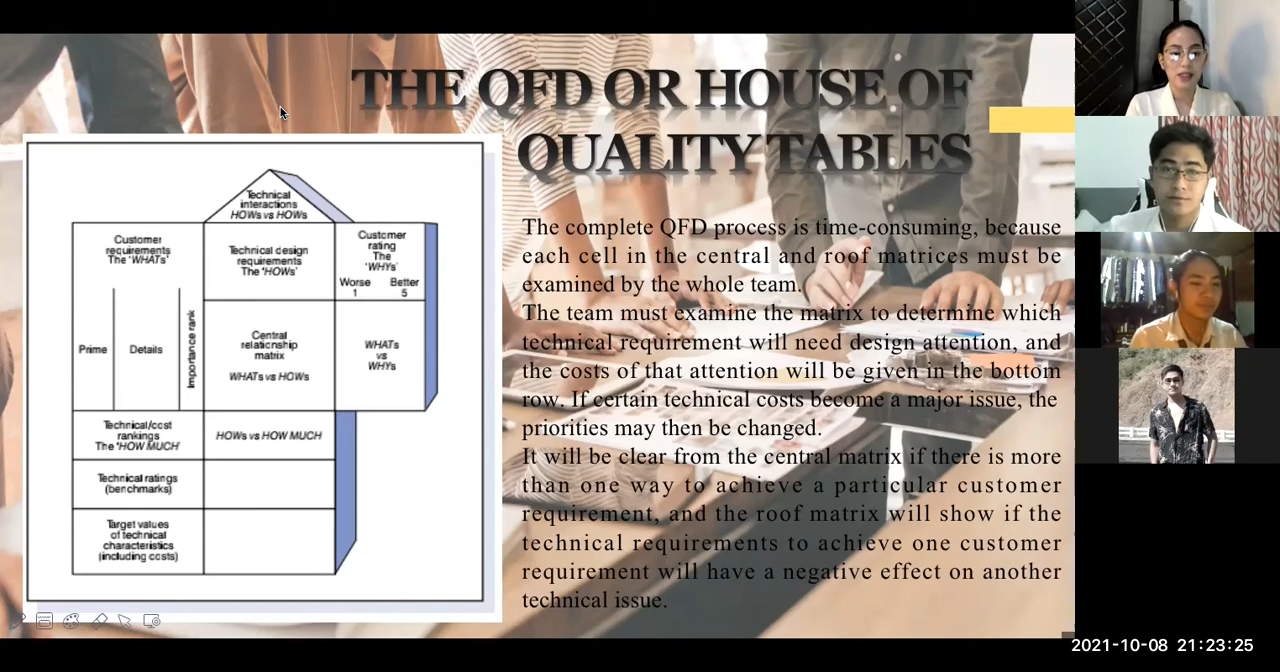 THE QFD OR HOUSE OF
QUALITY TABLES
Technical
interactions
HOWs vs HOWs
Customer
requirements
The 'WHATs'
Technical design
requirements
The 'HOWs'
Customer
rating
The
'WHYs'
Worse Better
1 5
Prime
Details
Importance rank
Central
relationship
matrix
WHATs vs HOWs
WHATs
vs
WHYs
Technical/cost
rankings
The 'HOW MUCH'
HOWs vs HOW MUCH
Technical ratings
(benchmarks)
Target values
of technical
characteristics
(including costs)
The complete QFD process is time-consuming, because
each cell in the central and roof matrices must be
examined by the whole team.
The team must examine the matrix to determine which
technical requirement will need design attention, and
the costs of that attention will be given in the bottom
row. If certain technical costs become a major issue, the
priorities may then be changed.
It will be clear from the central matrix if there is more
than one way to achieve a particular customer
requirement, and the roof matrix will show if the
technical requirements to achieve one customer
requirement will have a negative effect on another
technical issue.
2021-10-08 21:23:25